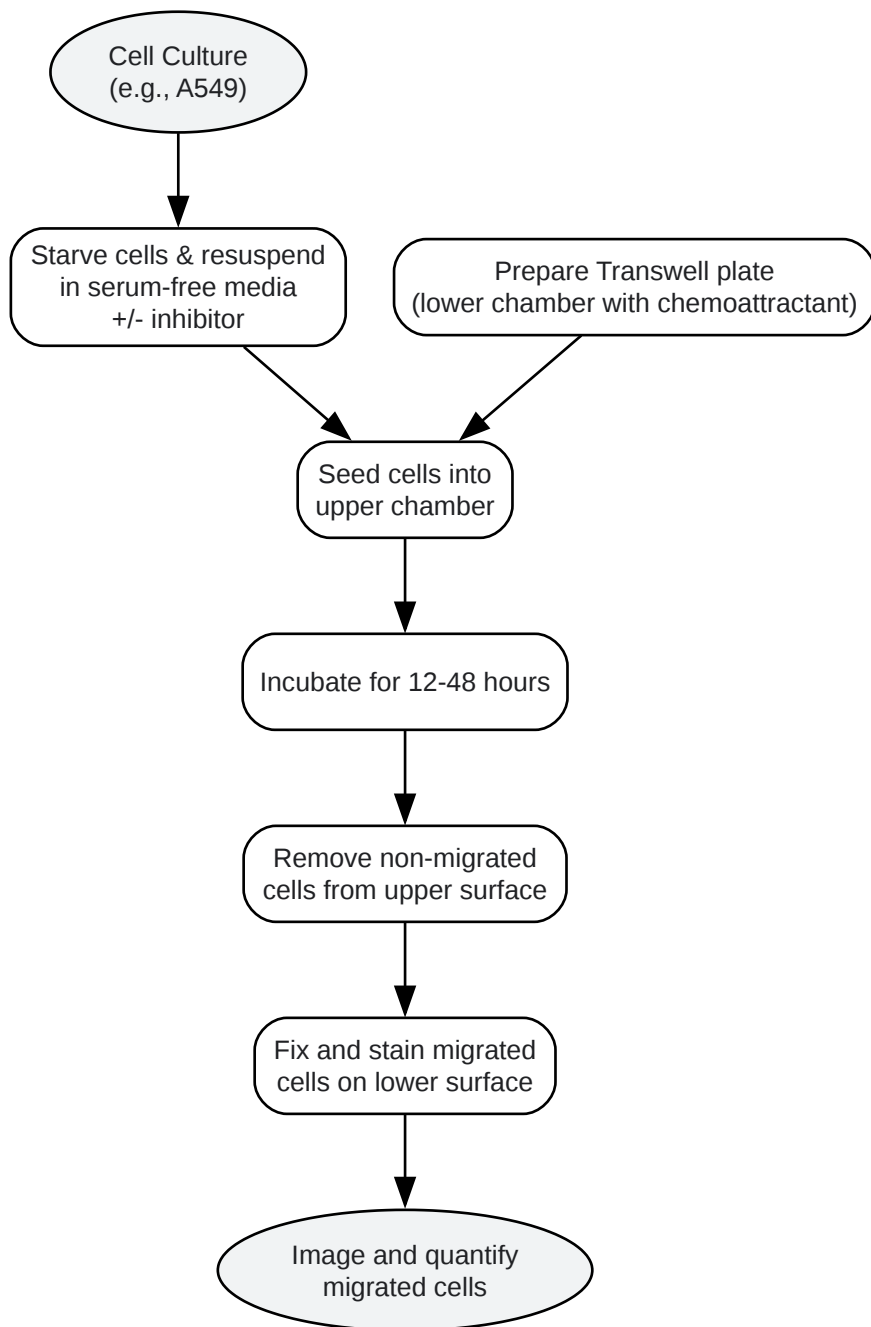 Cell Culture
(e.g., A549)
Starve cells & resuspend
in serum-free media
+/- inhibitor
Prepare Transwell plate
(lower chamber with chemoattractant)
Seed cells into
upper chamber
Incubate for 12-48 hours
Remove non-migrated
cells from upper surface
Fix and stain migrated
cells on lower surface
Image and quantify
migrated cells